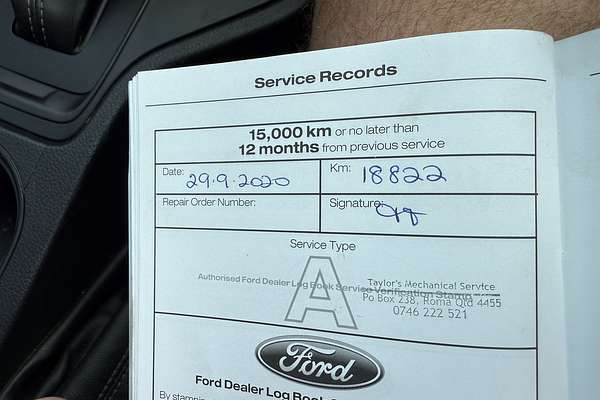 Service Records
15,000 km or no later than
12 months from previous service
Date: 29.9.2020 Km: 18822
Repair Order Number: Signature:
Service Type
A
Authorised Ford Dealer Log Book Service Verification Stamp
Taylor's Mechanical Service
Po Box 238, Roma Qld 4455
0746 222 521
Ford
Ford Dealer Log Book
By stamping